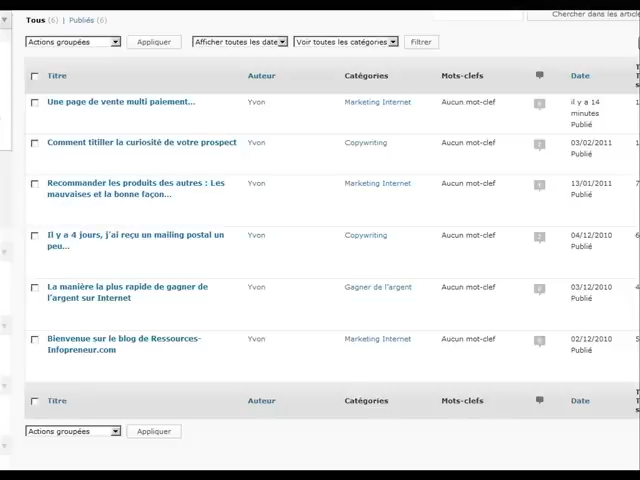 Tous (6) | Publiés (6)
Chercher dans les article
Actions groupées Appliquer Afficher toutes les date Voir toutes les catégories Filtrer
Titre Auteur Catégories Mots-clefs Date
Une page de vente multi paiement... Yvon Marketing Internet Aucun mot-clef il y a 14
minutes
Publié
Comment titiller la curiosité de votre prospect Yvon Copywriting Aucun mot-clef 03/02/2011
Publié
Recommander les produits des autres : Les Yvon Marketing Internet Aucun mot-clef 13/01/2011
mauvaises et la bonne façon... Publié
Il y a 4 jours, j'ai reçu un mailing postal un Yvon Copywriting Aucun mot-clef 04/12/2010
peu... Publié
La manière la plus rapide de gagner de Yvon Gagner de l'argent Aucun mot-clef 03/12/2010
l'argent sur Internet Publié
Bienvenue sur le blog de Ressources- Yvon Marketing Internet Aucun mot-clef 02/12/2010
Infopreneur.com Publié
Titre Auteur Catégories Mots-clefs Date
Actions groupées Appliquer